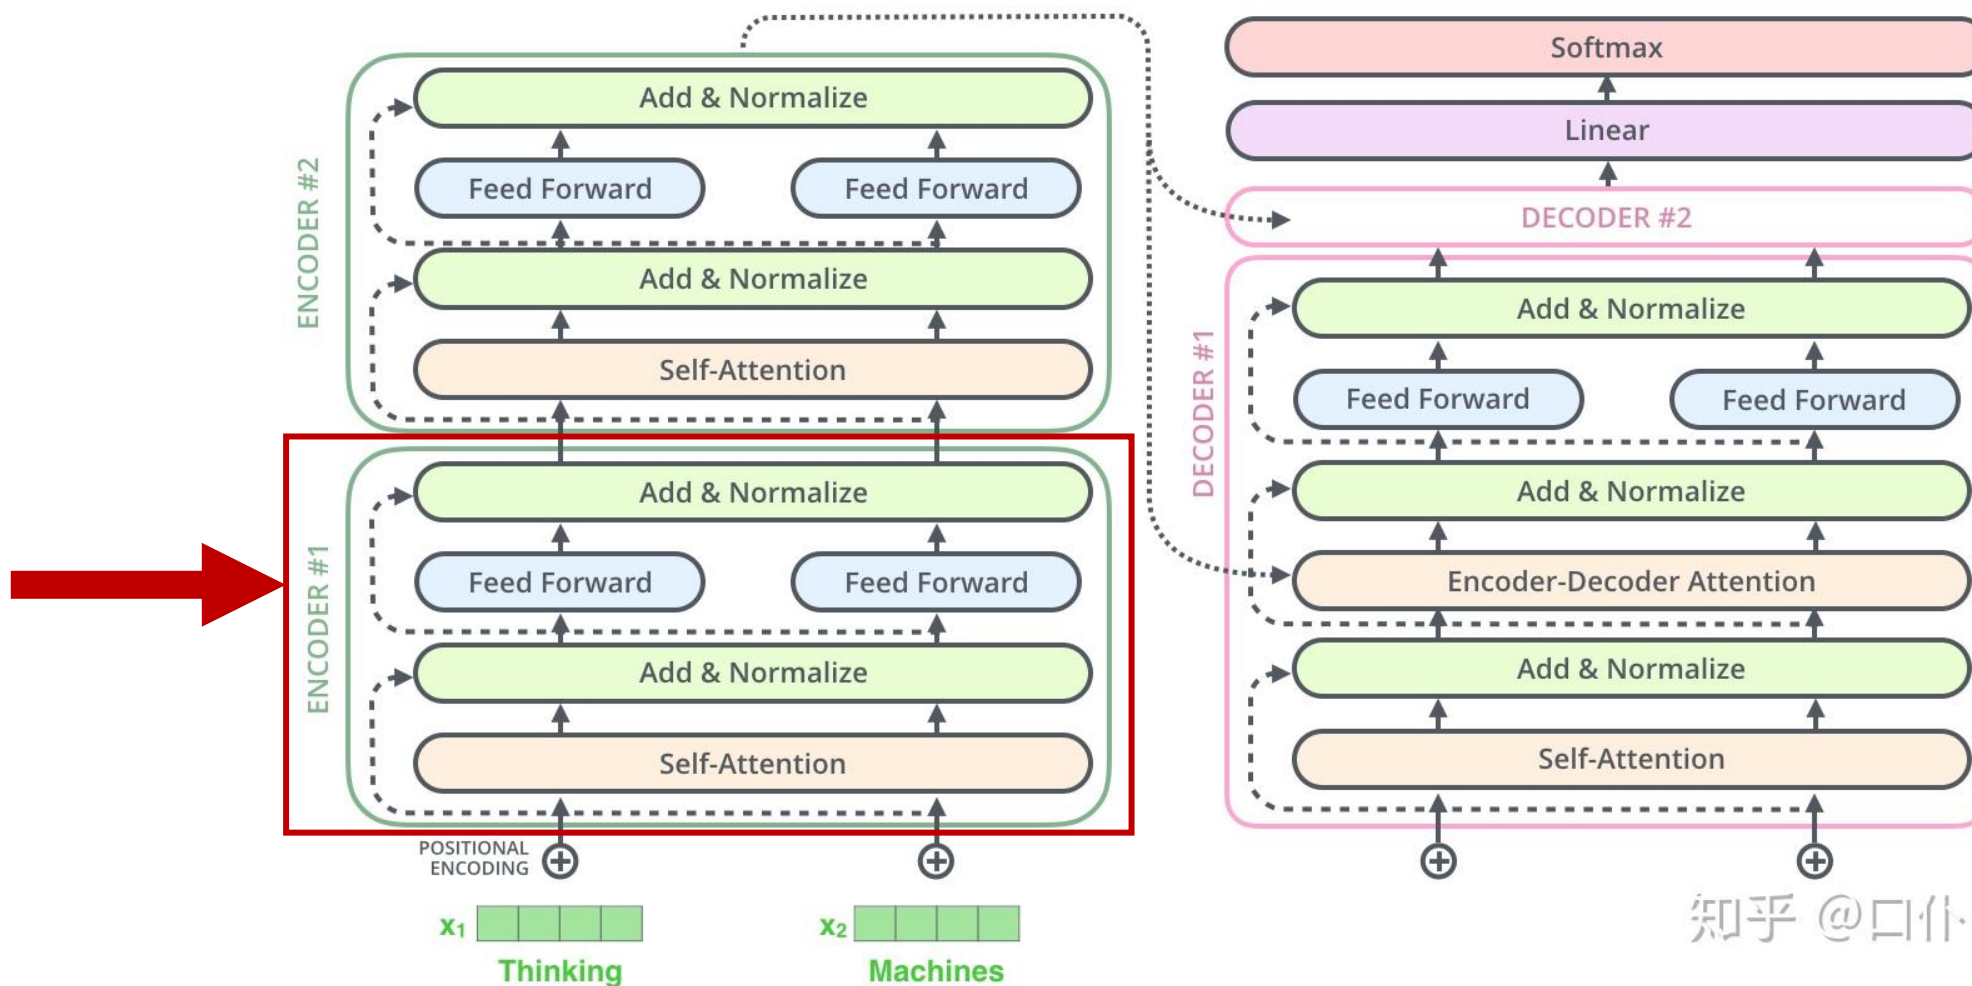 ENCODER #2
Add & Normalize
Feed Forward
Feed Forward
Add & Normalize
Self-Attention
ENCODER #1
Add & Normalize
Feed Forward
Feed Forward
Add & Normalize
Self-Attention
POSITIONAL
ENCODING
x₁
x₂
Thinking
Machines
Softmax
Linear
DECODER #2
DECODER #1
Add & Normalize
Feed Forward
Feed Forward
Add & Normalize
Encoder-Decoder Attention
Add & Normalize
Self-Attention
知乎 @口仆